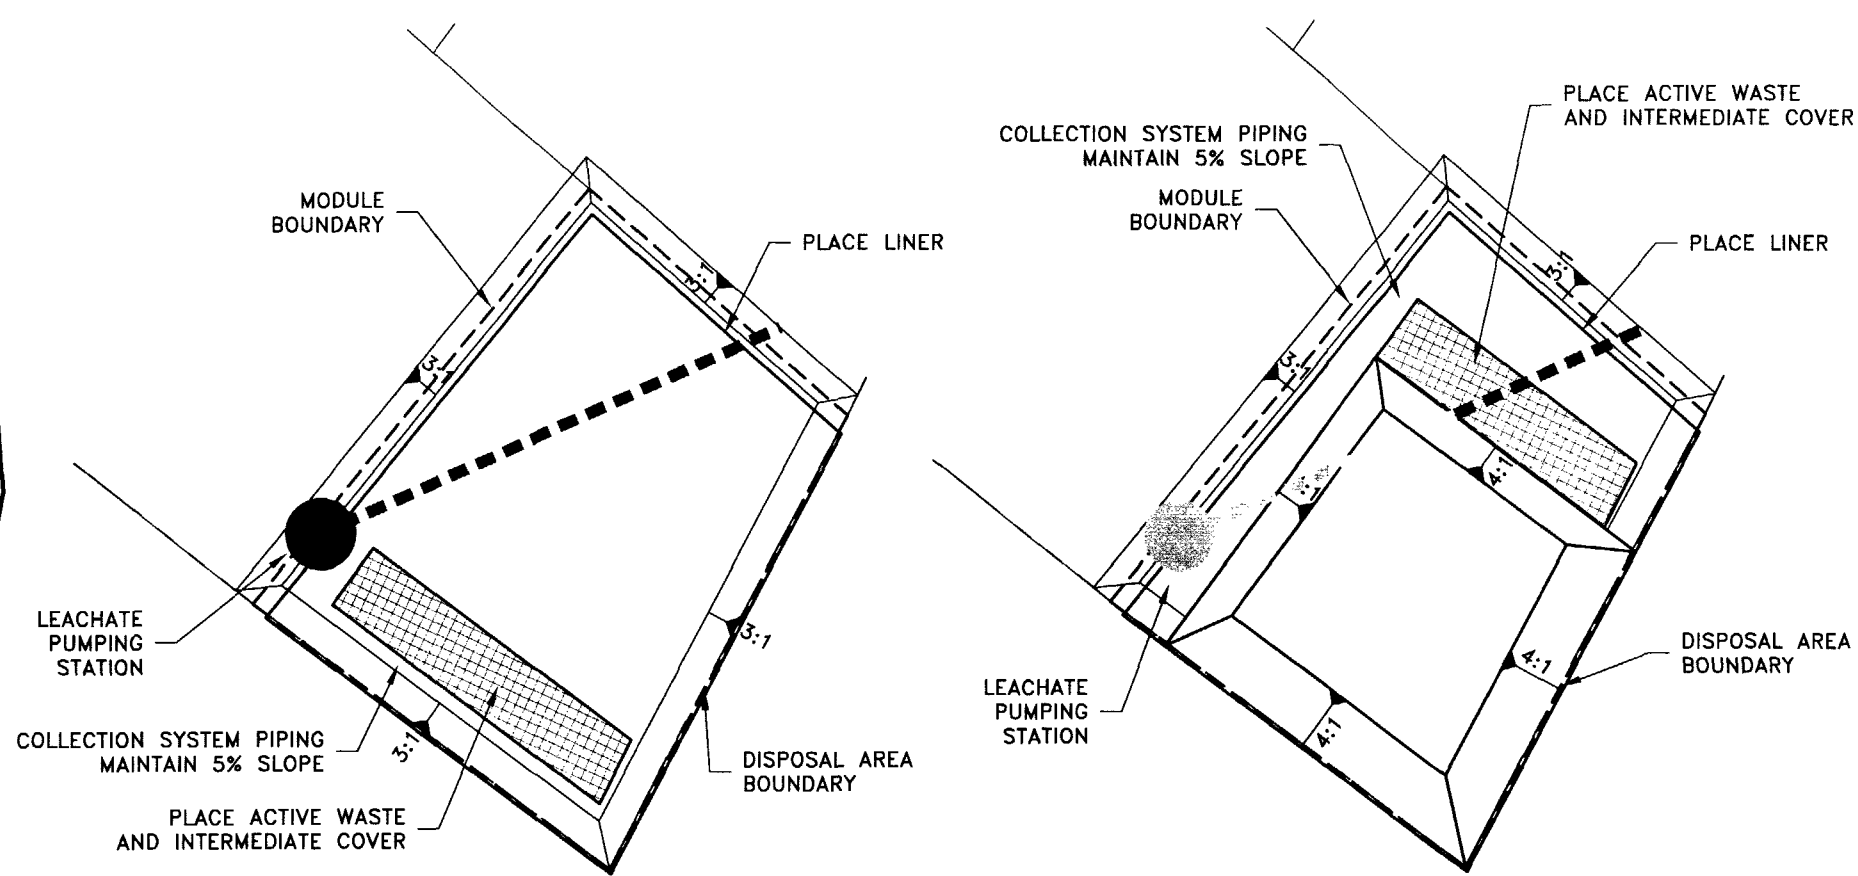 MODULE
BOUNDARY
PLACE LINER
3:1
3:1
3:1
3:1
LEACHATE
PUMPING
STATION
COLLECTION SYSTEM PIPING
MAINTAIN 5% SLOPE
PLACE ACTIVE WASTE
AND INTERMEDIATE COVER
DISPOSAL AREA
BOUNDARY
PLACE ACTIVE WASTE
AND INTERMEDIATE COVER
COLLECTION SYSTEM PIPING
MAINTAIN 5% SLOPE
MODULE
BOUNDARY
PLACE LINER
3:1
3:1
4:1
4:1
4:1
LEACHATE
PUMPING
STATION
DISPOSAL AREA
BOUNDARY